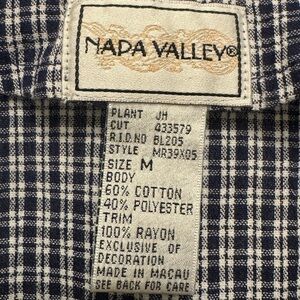 NAPA VALLEY®
PLANT JH
CUT 433579
R.I.D.NO BL205
STYLE MR39X05
SIZE M
BODY
60% COTTON
40% POLYESTER
TRIM
100% RAYON
EXCLUSIVE OF
DECORATION
MADE IN MACAU
SEE BACK FOR CARE